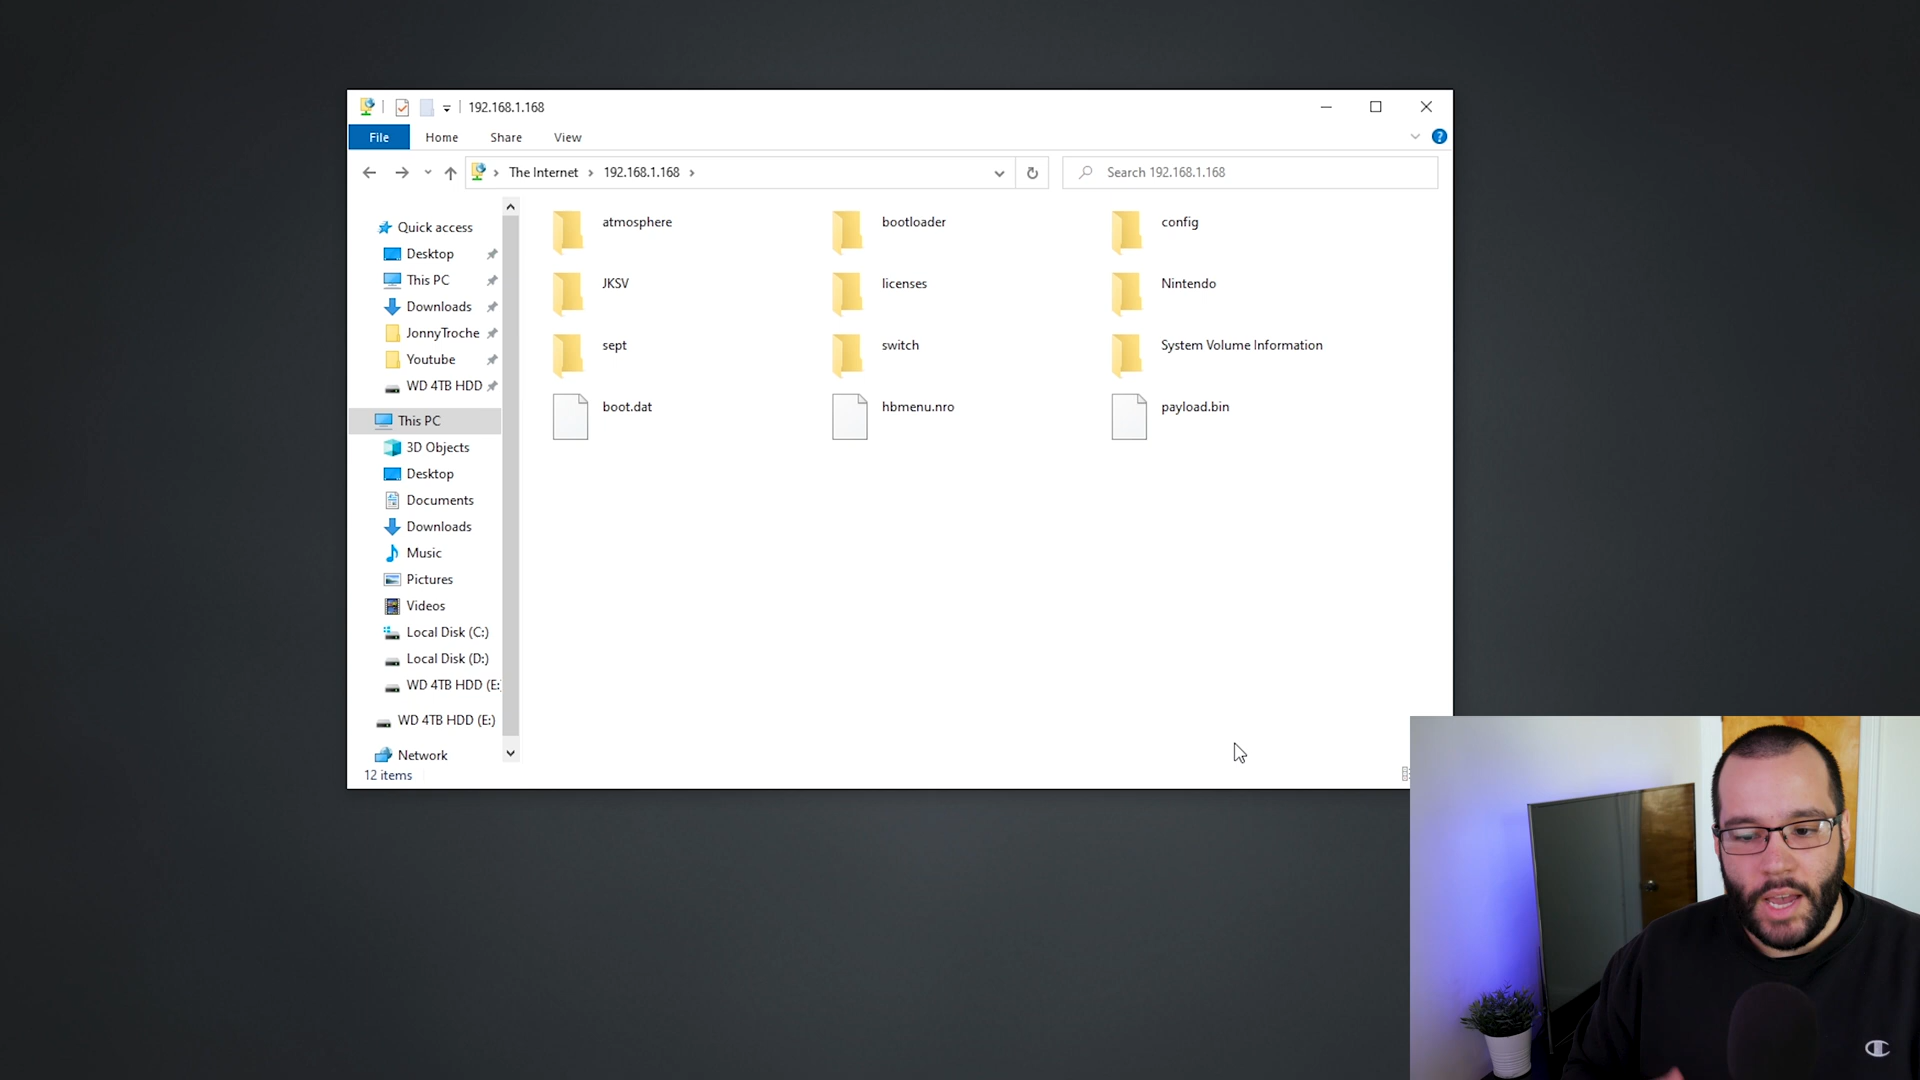 192.168.1.168
File Home Share View
The Internet 192.168.1.168
Search 192.168.1.168
Quick access
Desktop
This PC
Downloads
JonnyTroche
Youtube
WD 4TB HDD
This PC
3D Objects
Desktop
Documents
Downloads
Music
Pictures
Videos
Local Disk (C:)
Local Disk (D:)
WD 4TB HDD (E:
WD 4TB HDD (E:)
Network
atmosphere bootloader config
JKSV licenses Nintendo
sept switch System Volume Information
boot.dat hbmenu.nro payload.bin
12 items